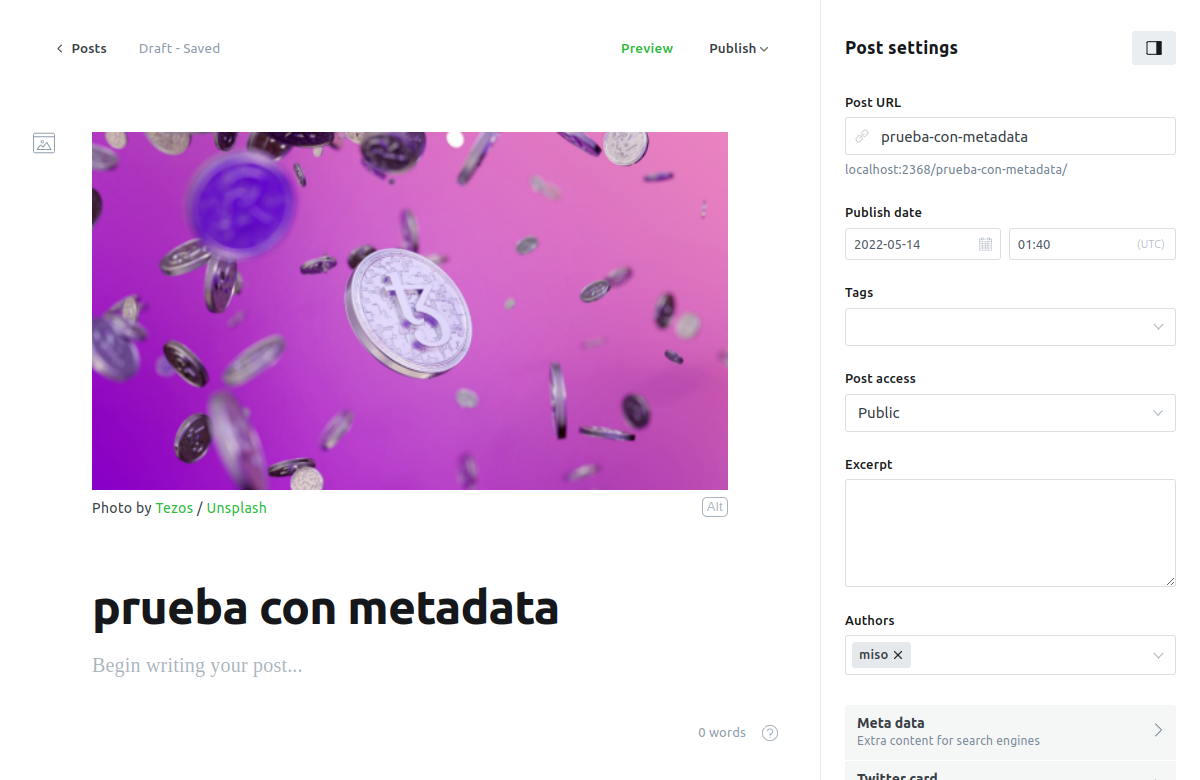 Posts
Draft - Saved
Preview
Publish
Photo by Tezos / Unsplash
Alt
prueba con metadata
Begin writing your post...
0 words
?
Post settings
Post URL
prueba-con-metadata
localhost:2368/prueba-con-metadata/
Publish date
2022-05-14
01:40
(UTC)
Tags
Post access
Public
Excerpt
Authors
miso
Meta data
Extra content for search engines
Twitter card